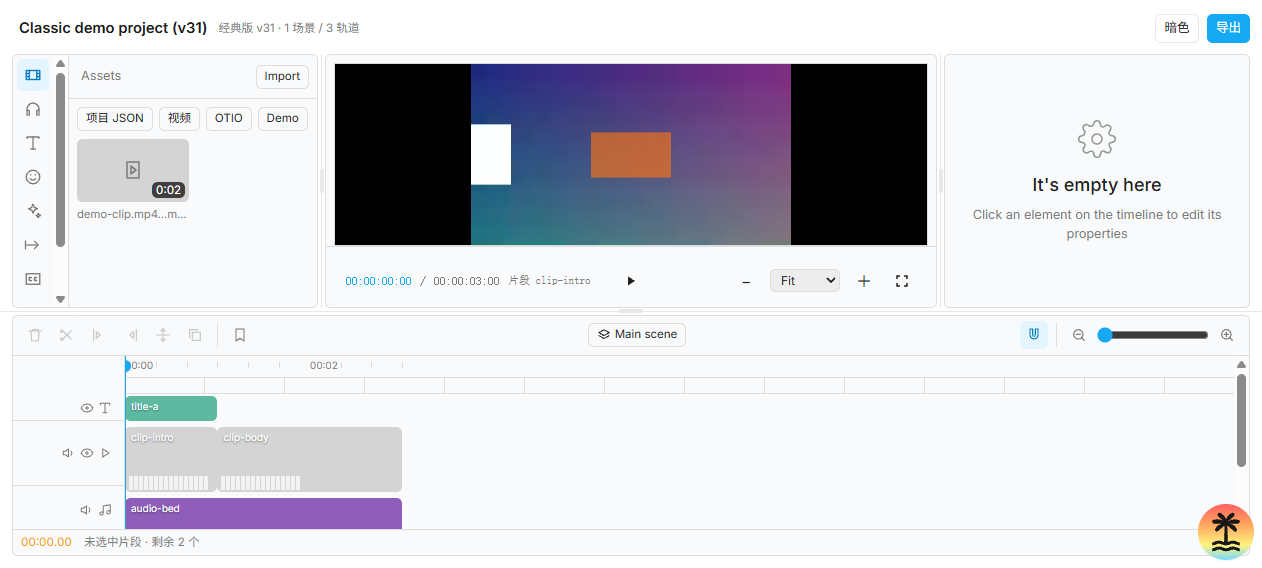 Classic demo project (v31) 经典版 v31 · 1 场景 / 3 轨道 暗色 导出
Assets Import
项目 JSON 视频 OTIO Demo
0:02
demo-clip.mp4...m...
00:00:00:00 / 00:00:03:00 片段 clip-intro Fit
It's empty here
Click an element on the timeline to edit its
properties
Main scene
0:00 00:02
title-a
clip-intro clip-body
audio-bed
00:00.00 未选中片段 · 剩余 2 个